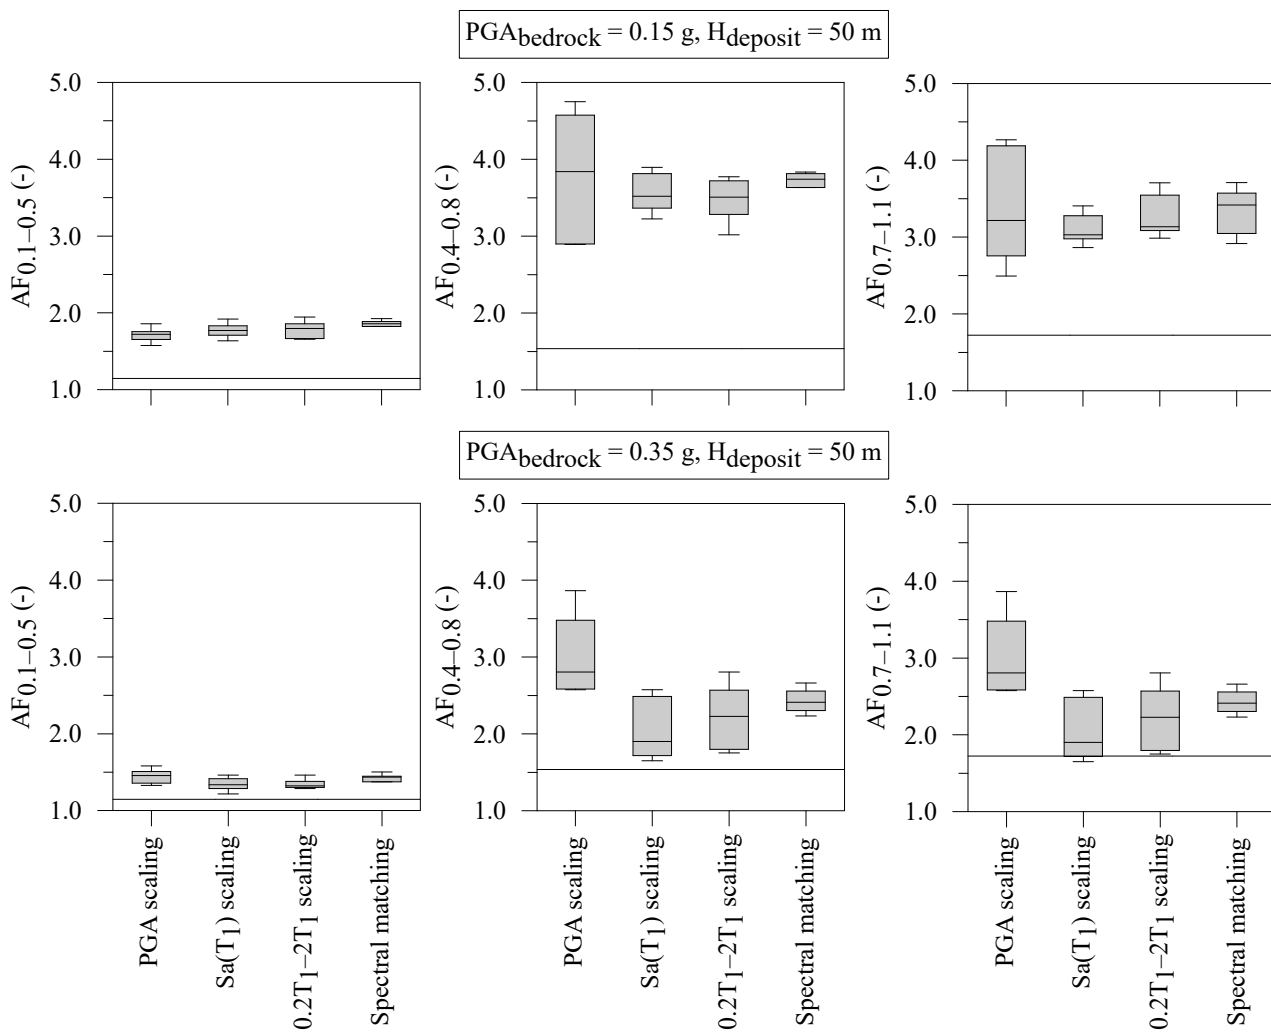 PGAbedrock = 0.15 g, Hdeposit = 50 m
AF0.1–0.5 (-)
5.0
4.0
3.0
2.0
1.0
AF0.4–0.8 (-)
5.0
4.0
3.0
2.0
1.0
AF0.7–1.1 (-)
5.0
4.0
3.0
2.0
1.0
PGAbedrock = 0.35 g, Hdeposit = 50 m
AF0.1–0.5 (-)
5.0
4.0
3.0
2.0
1.0
AF0.4–0.8 (-)
5.0
4.0
3.0
2.0
1.0
AF0.7–1.1 (-)
5.0
4.0
3.0
2.0
1.0
PGA scaling
Sa(T1) scaling
0.2T1–2T1 scaling
Spectral matching
PGA scaling
Sa(T1) scaling
0.2T1–2T1 scaling
Spectral matching
PGA scaling
Sa(T1) scaling
0.2T1–2T1 scaling
Spectral matching